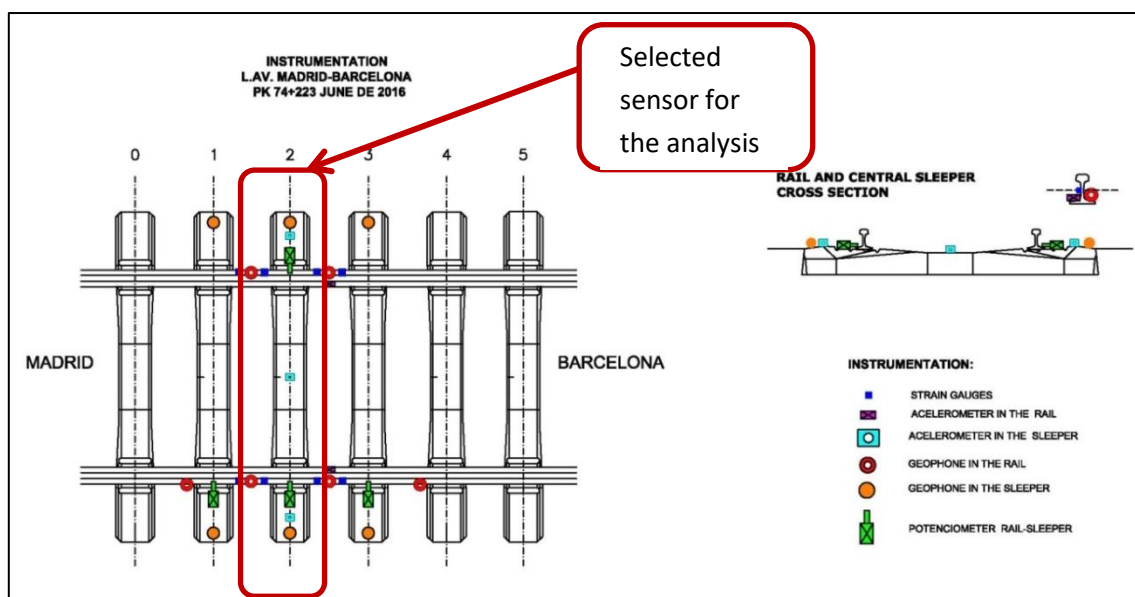 INSTRUMENTATION
L.AV. MADRID-BARCELONA
PK 74+223 JUNE DE 2016
Selected
sensor for
the analysis
0 1 2 3 4 5
RAIL AND CENTRAL SLEEPER
CROSS SECTION
MADRID
BARCELONA
INSTRUMENTATION:
STRAIN GAUGES
ACELEROMETER IN THE RAIL
ACELEROMETER IN THE SLEEPER
GEOPHONE IN THE RAIL
GEOPHONE IN THE SLEEPER
POTENCIOMETER RAIL-SLEEPER